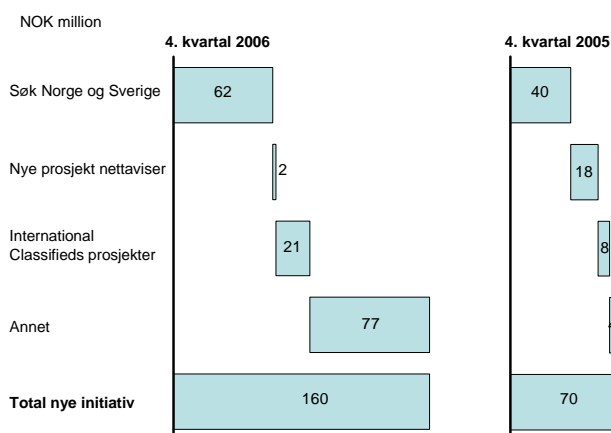 NOK million
4. kvartal 2006
4. kvartal 2005
Søk Norge og Sverige
62
40
Nye prosjekt nettaviser
2
18
International
Classifieds prosjekter
21
8
Annet
77
Total nye initiativ
160
70